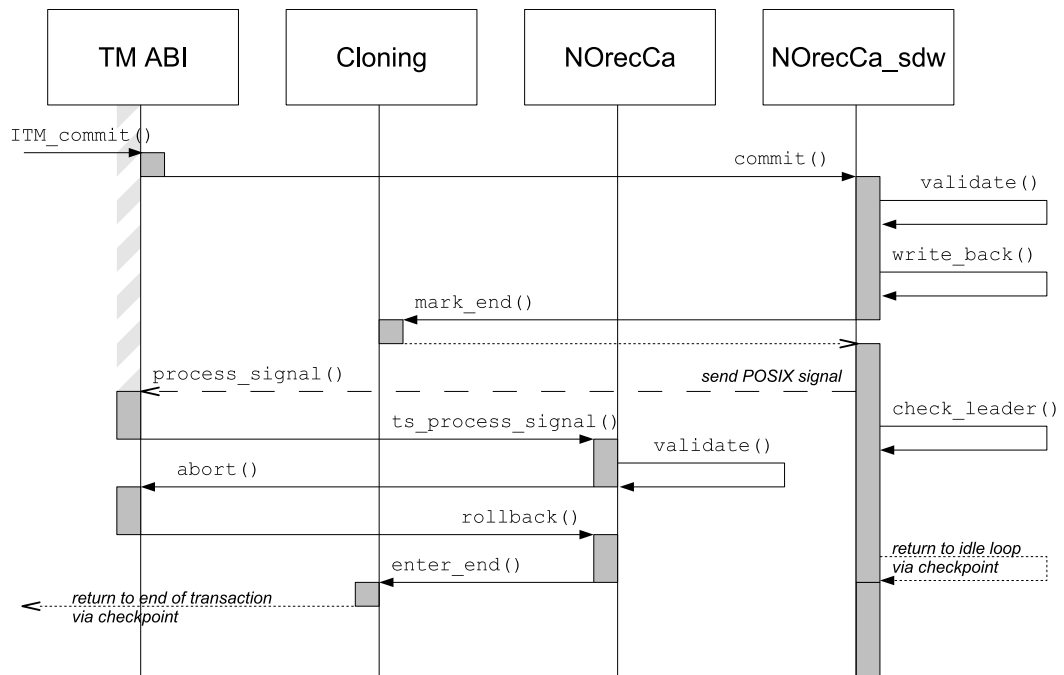 TM ABI
Cloning
NOrecCa
NOrecCa_sdw
ITM_commit()
commit()
validate()
write_back()
mark_end()
process_signal()
send POSIX signal
check_leader()
ts_process_signal()
validate()
abort()
rollback()
return to idle loop
via checkpoint
enter_end()
return to end of transaction
via checkpoint